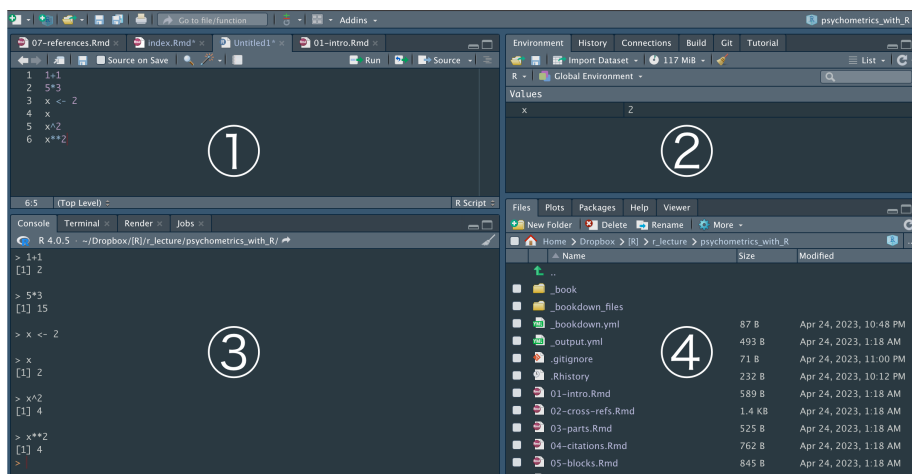 Go to file/function
Addins
psychometrics_with_R
07-references.Rmd × index.Rmd* × Untitled1* × 01-intro.Rmd ×
Source on Save Run Source
1 1+1
2 5*3
3 x <- 2
4 x
5 x^2
6 x**2
①
6:5 (Top Level) R Script
Environment History Connections Build Git Tutorial
Import Dataset 117 MiB List
R Global Environment
Values
x 2
②
Console Terminal × Render × Jobs ×
R 4.0.5 · ~/Dropbox/[R]/r_lecture/psychometrics_with_R/
> 1+1
[1] 2
> 5*3
[1] 15
> x <- 2
> x
[1] 2
> x^2
[1] 4
> x**2
[1] 4
>
③
Files Plots Packages Help Viewer
New Folder Delete Rename More
Home > Dropbox > [R] > r_lecture > psychometrics_with_R
Name Size Modified
..
_book
_bookdown_files
_bookdown.yml 87 B Apr 24, 2023, 10:48 PM
_output.yml 493 B Apr 24, 2023, 1:18 AM
.gitignore 71 B Apr 24, 2023, 11:00 PM
.Rhistory 232 B Apr 24, 2023, 10:12 PM
01-intro.Rmd 589 B Apr 24, 2023, 1:18 AM
02-cross-refs.Rmd 1.4 KB Apr 24, 2023, 1:18 AM
03-parts.Rmd 525 B Apr 24, 2023, 1:18 AM
04-citations.Rmd 762 B Apr 24, 2023, 1:18 AM
05-blocks.Rmd 845 B Apr 24, 2023, 1:18 AM
④